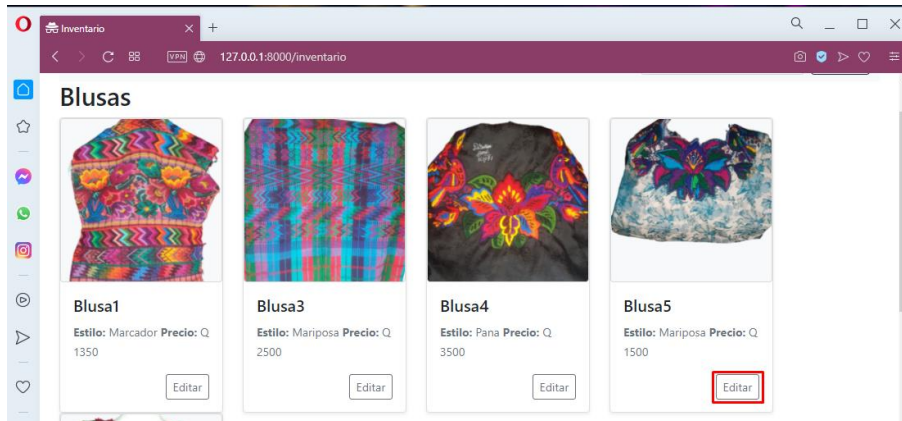 Inventario
VPN
127.0.0.1:8000/inventario
Blusas
Blusa1
Estilo: Marcador Precio: Q
1350
Editar
Blusa3
Estilo: Mariposa Precio: Q
2500
Editar
Blusa4
Estilo: Pana Precio: Q
3500
Editar
Blusa5
Estilo: Mariposa Precio: Q
1500
Editar